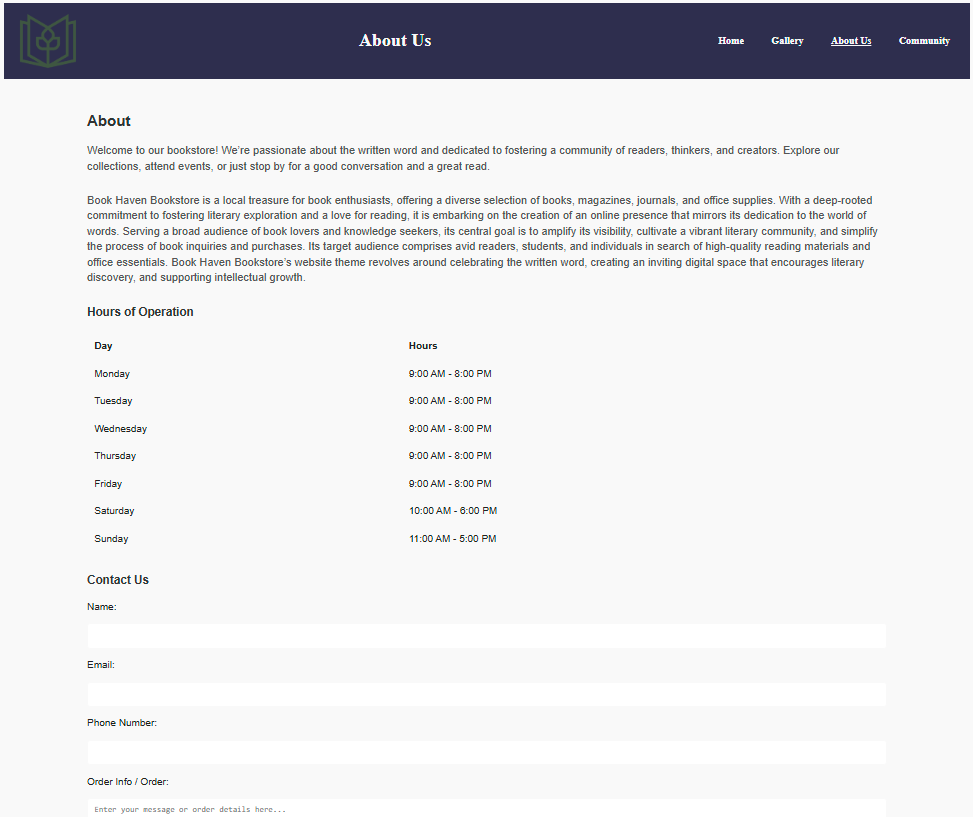 About Us
Home Gallery About Us Community
About
Welcome to our bookstore! We're passionate about the written word and dedicated to fostering a community of readers, thinkers, and creators. Explore our
collections, attend events, or just stop by for a good conversation and a great read.
Book Haven Bookstore is a local treasure for book enthusiasts, offering a diverse selection of books, magazines, journals, and office supplies. With a deep-rooted
commitment to fostering literary exploration and a love for reading, it is embarking on the creation of an online presence that mirrors its dedication to the world of
words. Serving a broad audience of book lovers and knowledge seekers, its central goal is to amplify its visibility, cultivate a vibrant literary community, and simplify
the process of book inquiries and purchases. Its target audience comprises avid readers, students, and individuals in search of high-quality reading materials and
office essentials. Book Haven Bookstore's website theme revolves around celebrating the written word, creating an inviting digital space that encourages literary
discovery, and supporting intellectual growth.
Hours of Operation
Day Hours
Monday 9:00 AM - 8:00 PM
Tuesday 9:00 AM - 8:00 PM
Wednesday 9:00 AM - 8:00 PM
Thursday 9:00 AM - 8:00 PM
Friday 9:00 AM - 8:00 PM
Saturday 10:00 AM - 6:00 PM
Sunday 11:00 AM - 5:00 PM
Contact Us
Name:
Email:
Phone Number:
Order Info / Order:
Enter your message or order details here...